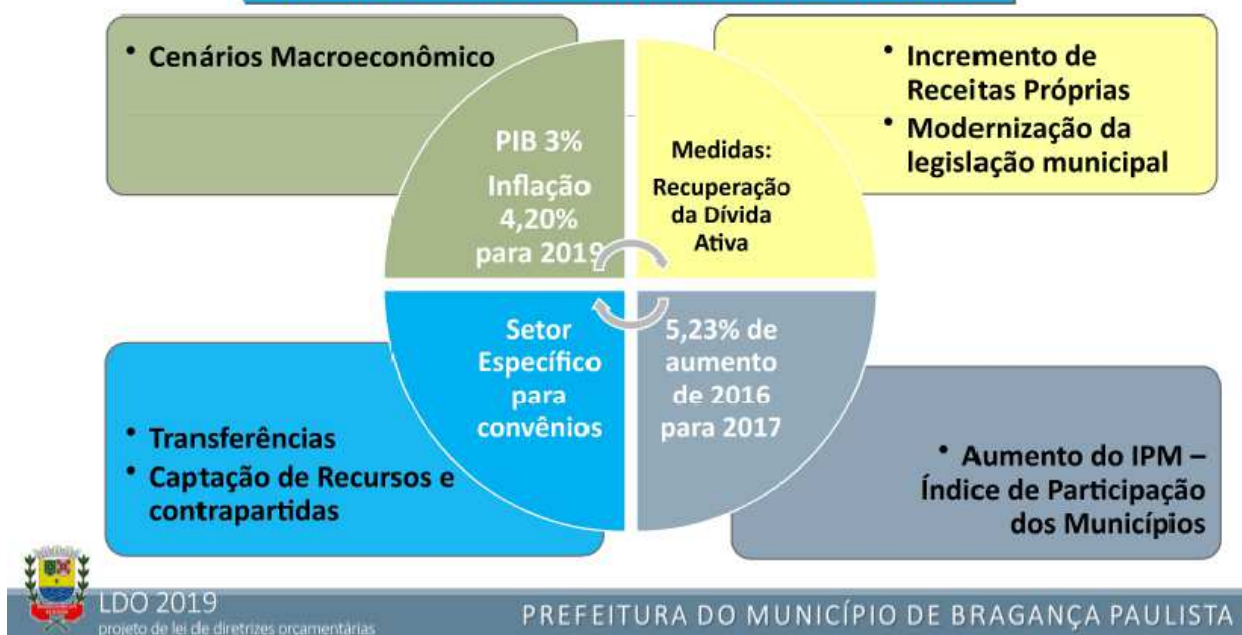 • Cenários Macroeconômico
PIB 3%
Inflação
4,20%
para 2019
Medidas:
Recuperação
da Dívida
Ativa
• Incremento de
Receitas Próprias
• Modernização da
legislação municipal
• Transferências
• Captação de Recursos e
contrapartidas
Setor
Específico
para
convênios
5,23% de
aumento
de 2016
para 2017
• Aumento do IPM –
Índice de Participação
dos Municípios
LDO 2019
projeto de lei de diretrizes orçamentárias
PREFEITURA DO MUNICÍPIO DE BRAGANÇA PAULISTA